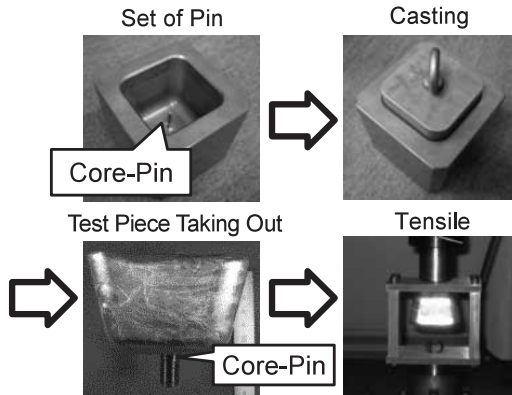 Set of Pin
Casting
Core-Pin
Test Piece Taking Out
Tensile
Core-Pin